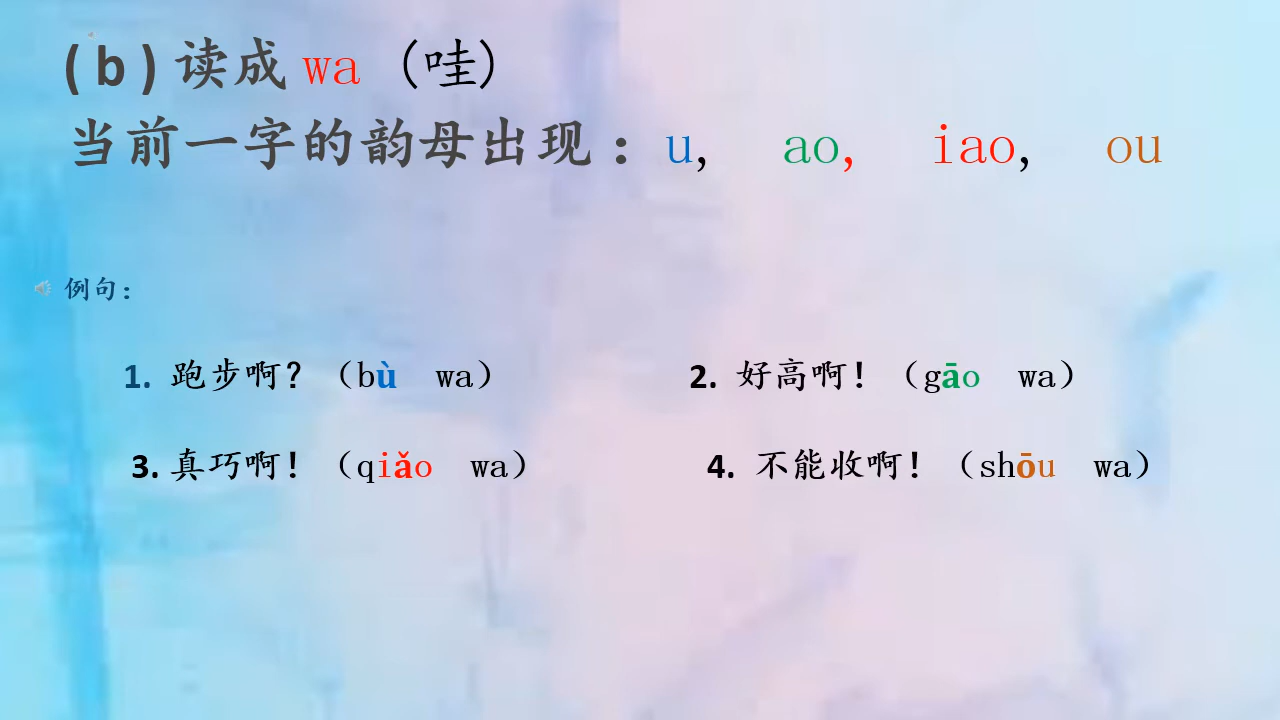 (b)读成 wa （哇）
当前一字的韵母出现：u, ao, iao, ou
例句：
1. 跑步啊？（bù wa）
2. 好高啊！（gāo wa）
3. 真巧啊！（qiǎo wa）
4. 不能收啊！（shōu wa）